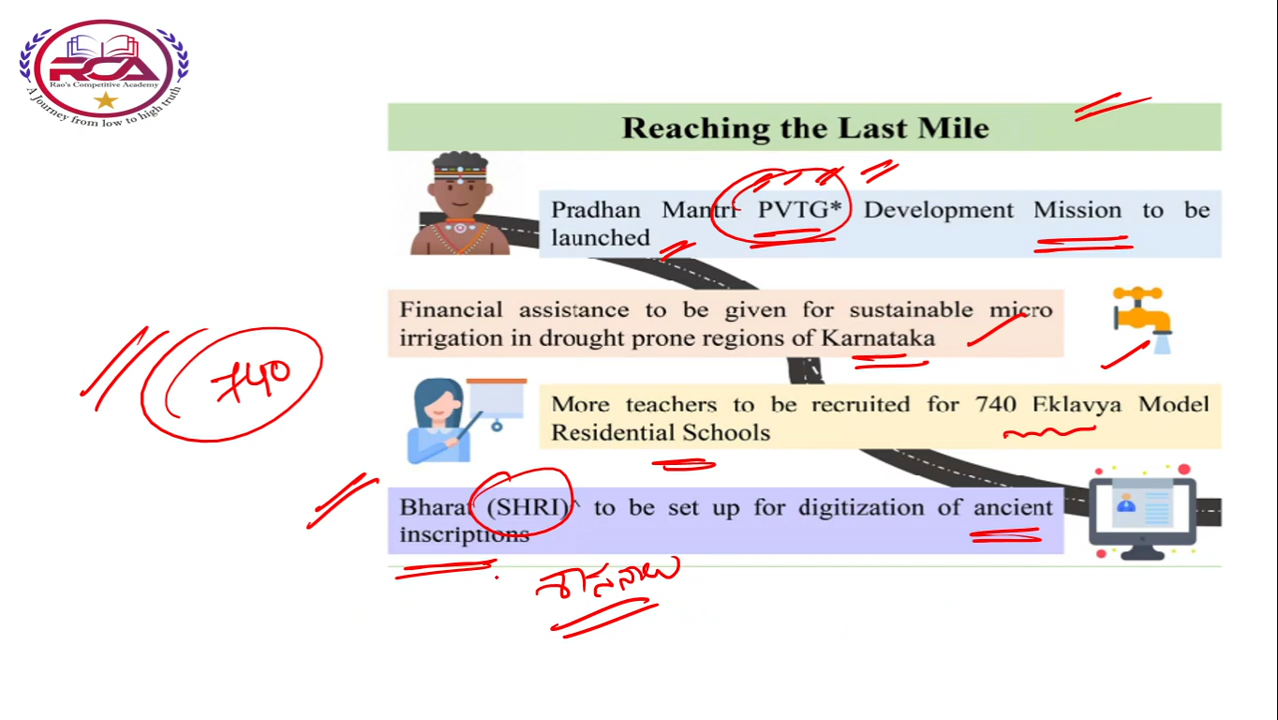 RCA
Rao's Competitive Academy
A Journey from low to high truth
Reaching the Last Mile
Pradhan Mantri PVTG* Development Mission to be
launched
Financial assistance to be given for sustainable micro
irrigation in drought prone regions of Karnataka
740
More teachers to be recruited for 740 Eklavya Model
Residential Schools
Bharat (SHRI)^ to be set up for digitization of ancient
inscriptions